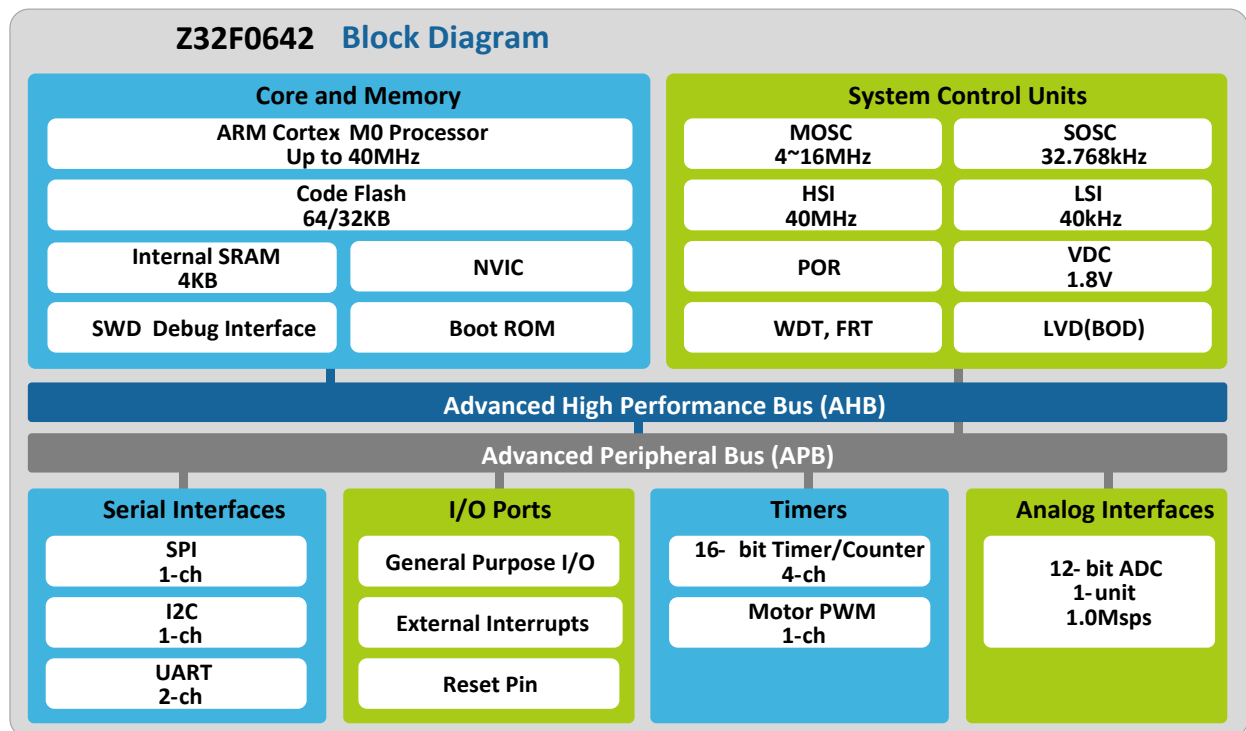 Z32F0642 Block Diagram
Core and Memory
ARM Cortex M0 Processor
Up to 40MHz
Code Flash
64/32KB
Internal SRAM
4KB
NVIC
SWD Debug Interface
Boot ROM
System Control Units
MOSC
4~16MHz
SOSC
32.768kHz
HSI
40MHz
LSI
40kHz
POR
VDC
1.8V
WDT, FRT
LVD(BOD)
Advanced High Performance Bus (AHB)
Advanced Peripheral Bus (APB)
Serial Interfaces
SPI
1-ch
I2C
1-ch
UART
2-ch
I/O Ports
General Purpose I/O
External Interrupts
Reset Pin
Timers
16- bit Timer/Counter
4-ch
Motor PWM
1-ch
Analog Interfaces
12- bit ADC
1-unit
1.0Msps